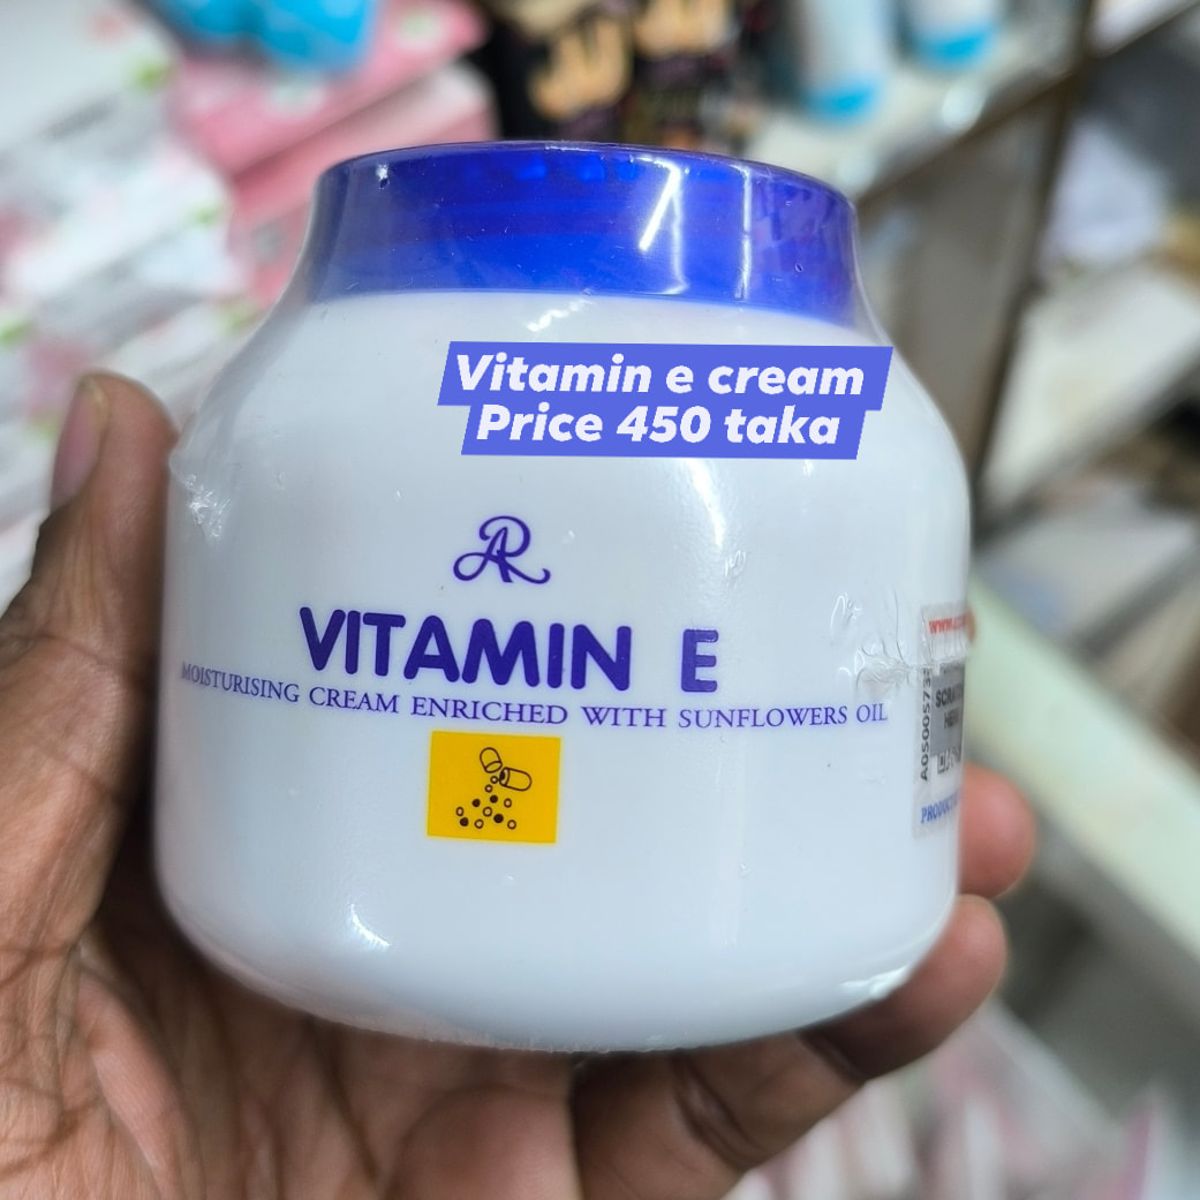 Vitamin e cream
Price 450 taka
AR
VITAMIN E
MOISTURISING CREAM ENRICHED WITH SUNFLOWERS OIL